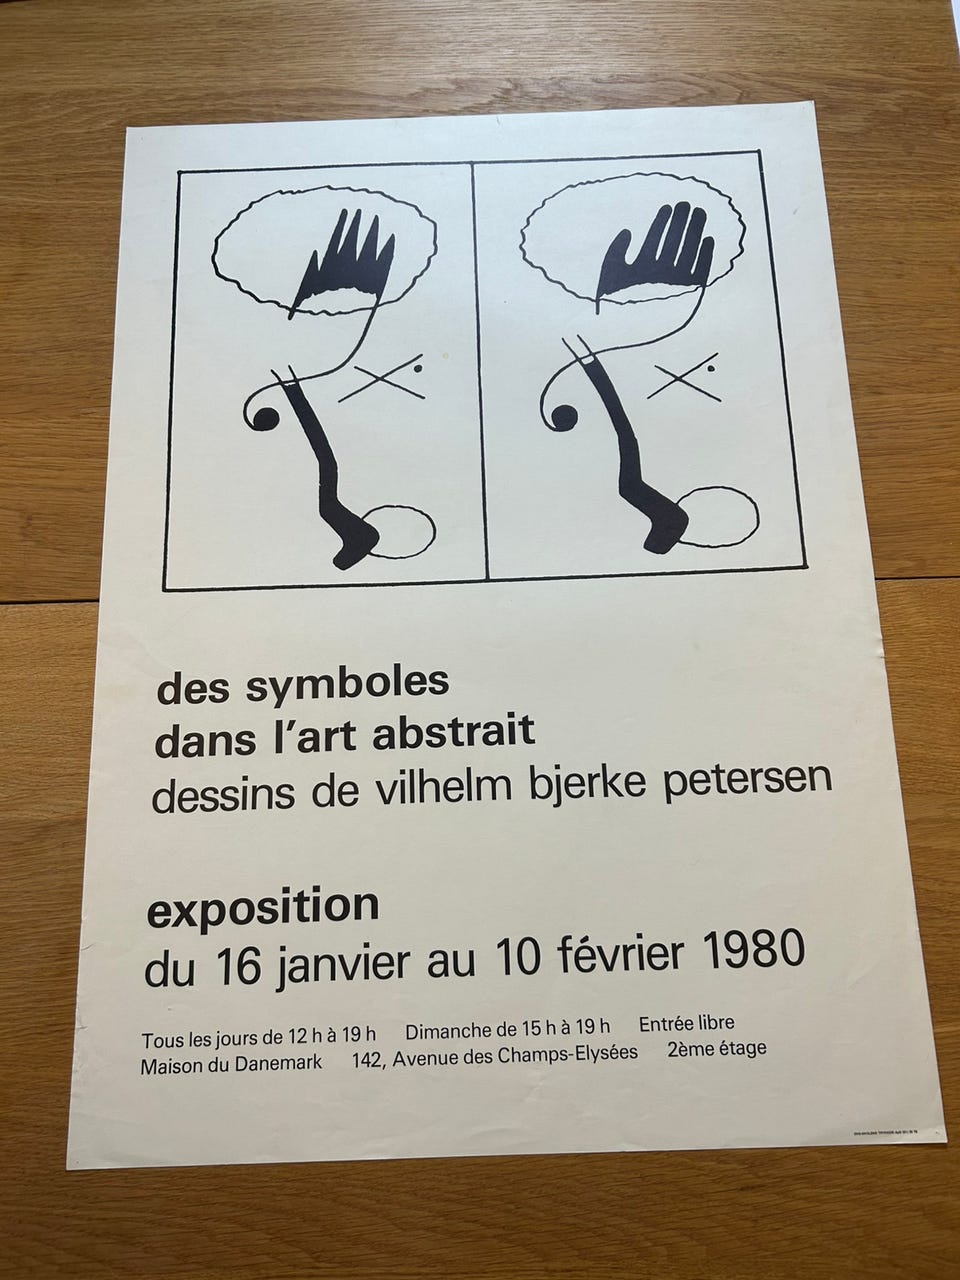 des symboles
dans l'art abstrait
dessins de vilhelm bjerke petersen
exposition
du 16 janvier au 10 février 1980
Tous les jours de 12 h à 19 h Dimanche de 15 h à 19 h Entrée libre
Maison du Danemark 142, Avenue des Champs-Elysées 2ème étage